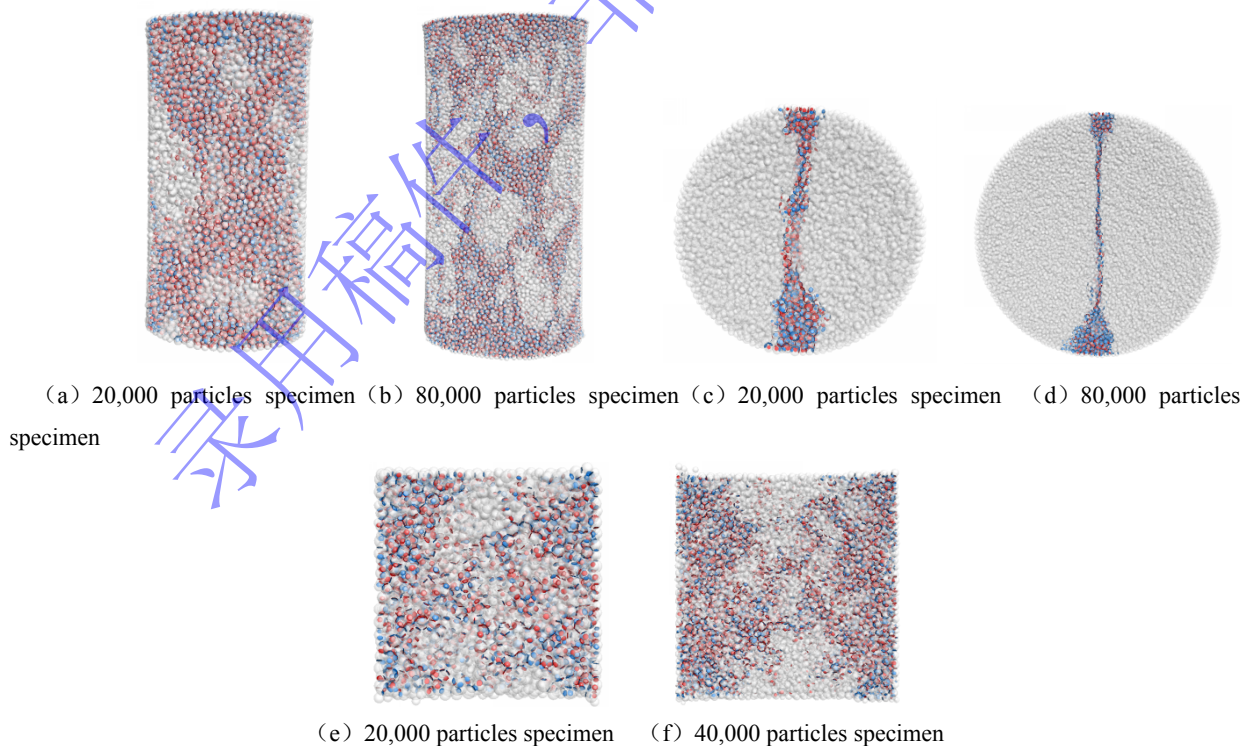 (a)20,000 particles specimen(b)80,000 particles specimen(c)20,000 particles specimen (d)80,000 particles
specimen
(e)20,000 particles specimen (f)40,000 particles specimen
录用稿件,